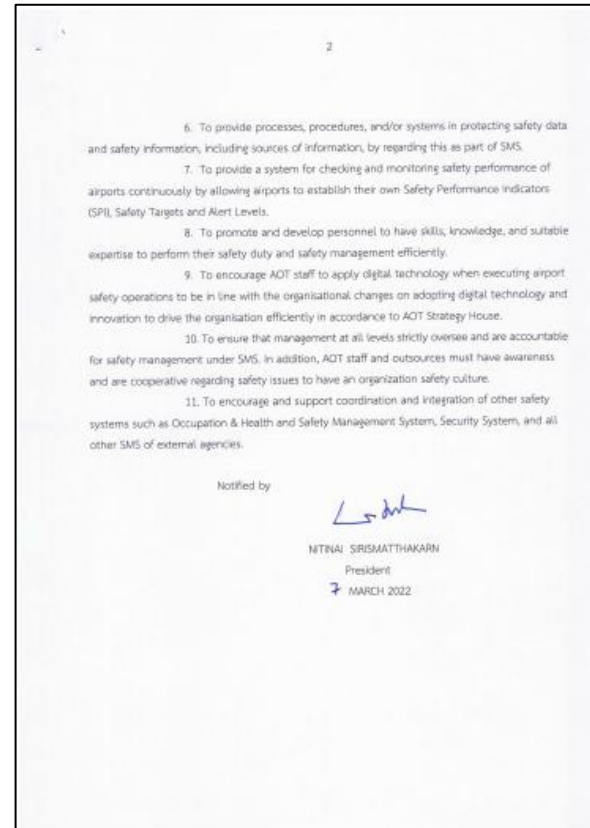 2
6. To provide processes, procedures, and/or systems in protecting safety data
and safety information, including sources of information, by regarding this as part of SMS.
7. To provide a system for checking and monitoring safety performance of
airports continuously by allowing airports to establish their own Safety Performance Indicators
(SPI), Safety Targets and Alert Levels.
8. To promote and develop personnel to have skills, knowledge, and suitable
expertise to perform their safety duty and safety management efficiently.
9. To encourage AOT staff to apply digital technology when executing airport
safety operations to be in line with the organisational changes on adopting digital technology and
innovation to drive the organisation efficiently in accordance to AOT Strategy House.
10. To ensure that management at all levels strictly oversee and are accountable
for safety management under SMS. In addition, AOT staff and outsources must have awareness
and are cooperative regarding safety issues to have an organization safety culture.
11. To encourage and support coordination and integration of other safety
systems such as Occupation & Health and Safety Management System, Security System, and all
other SMS of external agencies.
Notified by
NITINAI SIRISMATTHAKARN
President
7 MARCH 2022